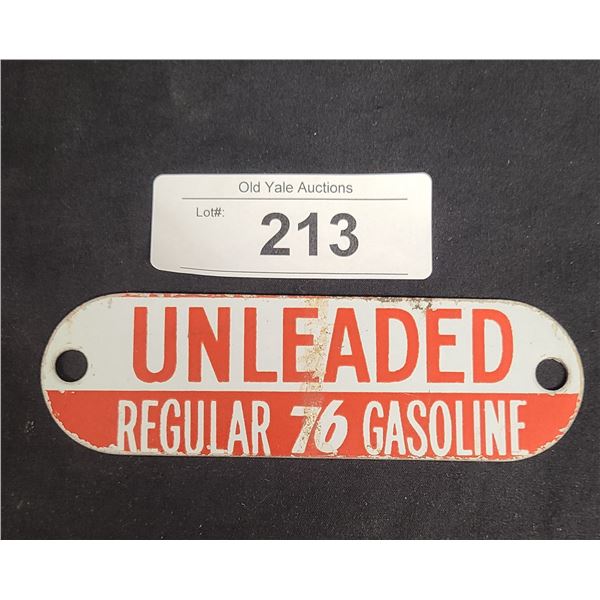 Old Yale Auctions
Lot#:
213
UNLEADED
REGULAR 76 GASOLINE